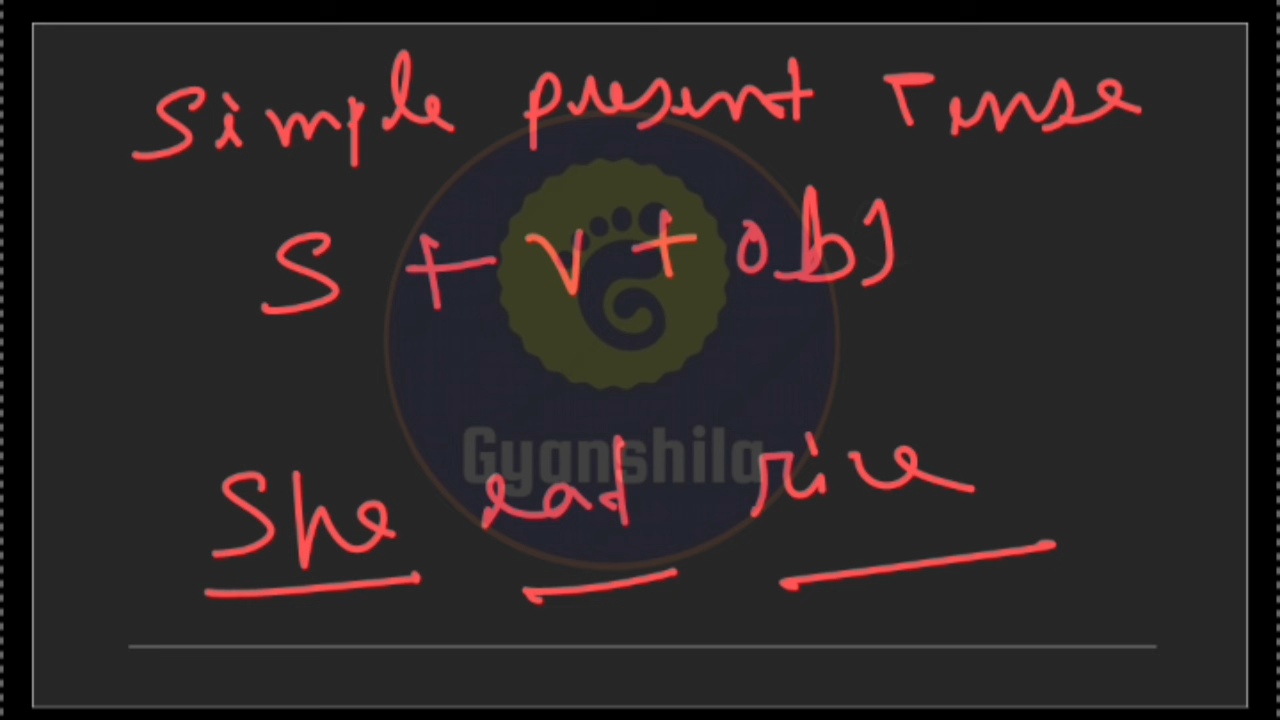 Simple present Tense
S + V + obj
Gyanshila
She eat rice